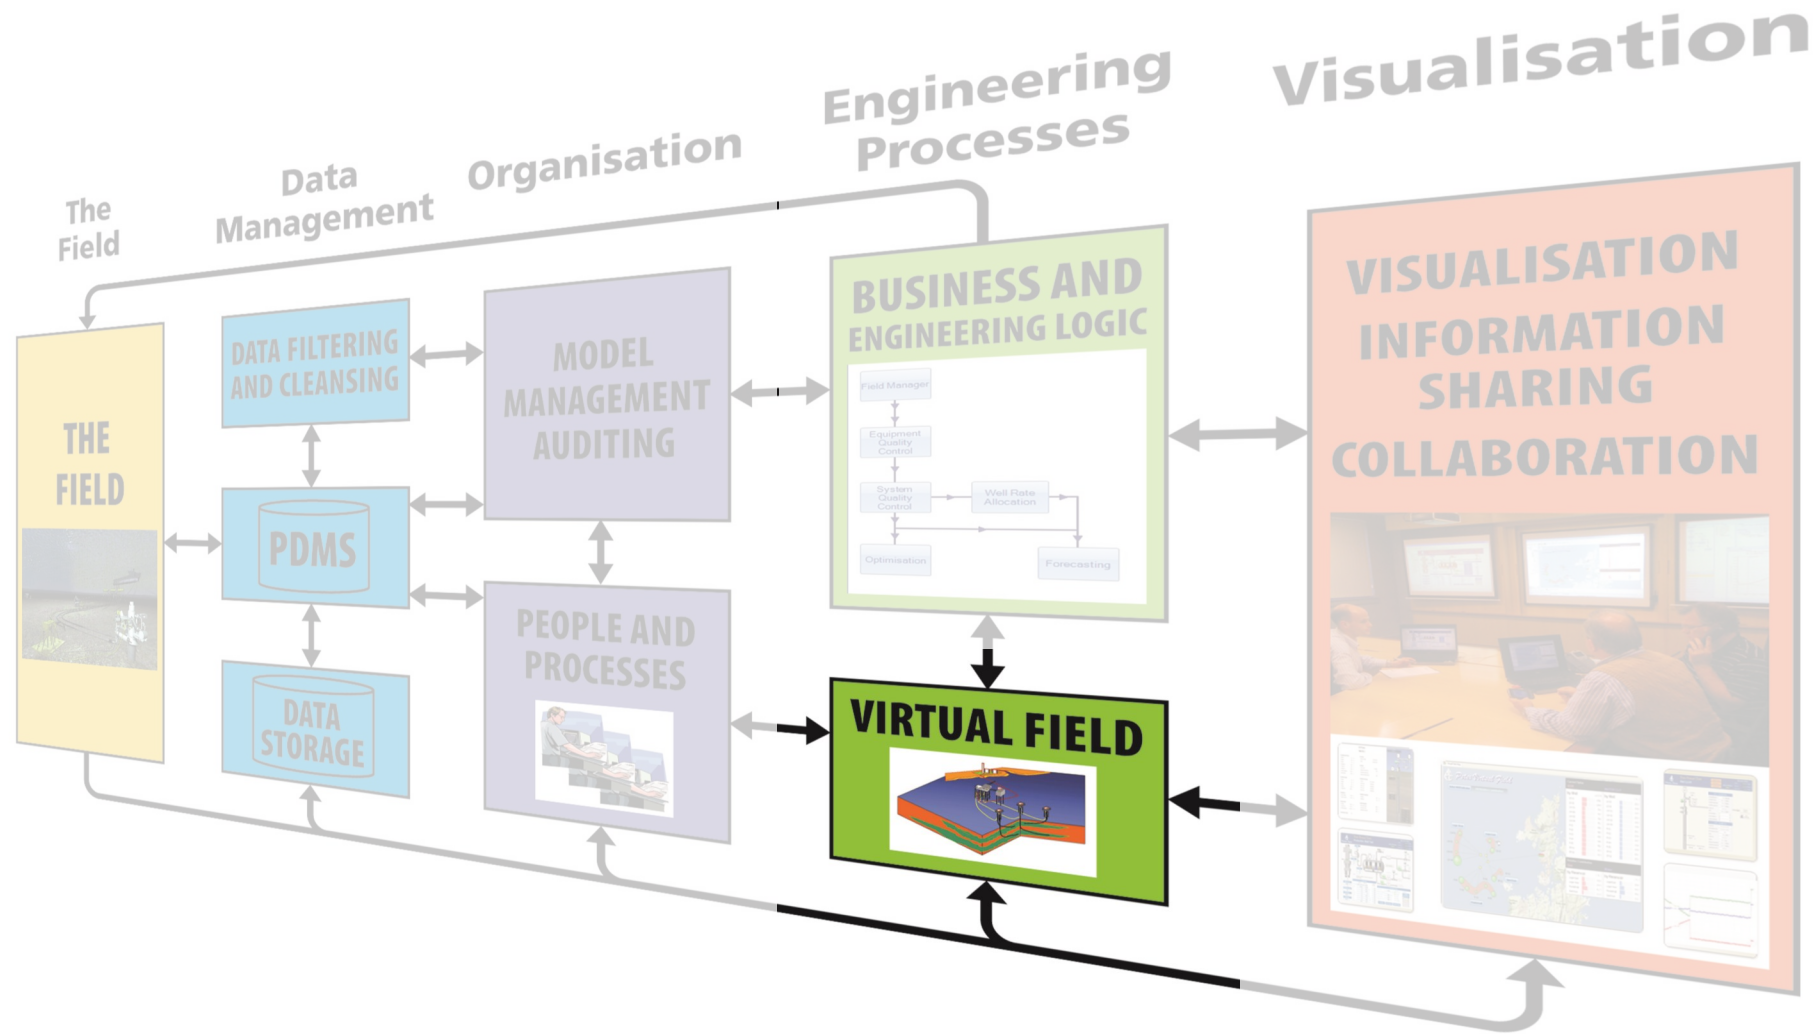 Visualisation
Engineering
Processes
Organisation
Data
Management
The
Field
THE
FIELD
DATA FILTERING
AND CLEANSING
PDMS
DATA
STORAGE
MODEL
MANAGEMENT
AUDITING
PEOPLE AND
PROCESSES
BUSINESS AND
ENGINEERING LOGIC
Field Manager
Equipment
Quality
Control
System
Quality
Control
Well Rate
Allocation
Optimisation
Forecasting
VIRTUAL FIELD
VISUALISATION
INFORMATION
SHARING
COLLABORATION